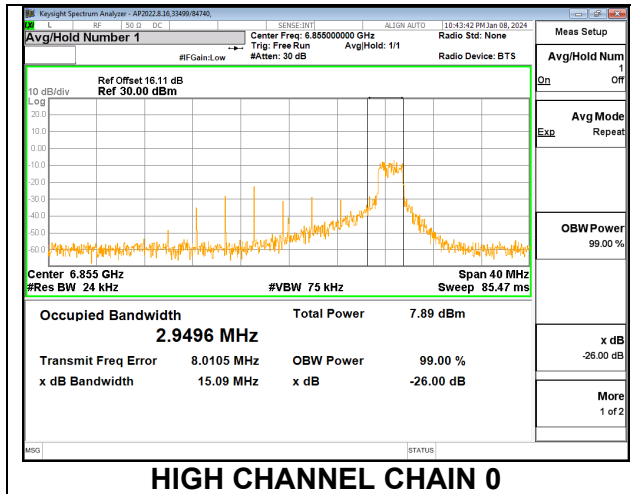 Keysight Spectrum Analyzer - AP2022.8.16,33499/84740,
L RF 50 Ω DC SENSE:INT ALIGN AUTO 10:43:42 PM Jan 08, 2024
Avg/Hold Number 1 Center Freq: 6.855000000 GHz Radio Std: None
Trig: Free Run Avg|Hold: 1/1
#IFGain:Low #Atten: 30 dB Radio Device: BTS
Ref Offset 16.11 dB
10 dB/div Ref 30.00 dBm
Log
20.0
10.0
0.00
-10.0
-20.0
-30.0
-40.0
-50.0
-60.0
Center 6.855 GHz Span 40 MHz
#Res BW 24 kHz #VBW 75 kHz Sweep 85.47 ms
Occupied Bandwidth Total Power 7.89 dBm
2.9496 MHz
Transmit Freq Error 8.0105 MHz OBW Power 99.00 %
x dB Bandwidth 15.09 MHz x dB -26.00 dB
MSG STATUS
Meas Setup
Avg/Hold Num
1
On Off
Avg Mode
Exp Repeat
OBW Power
99.00 %
x dB
-26.00 dB
More
1 of 2
HIGH CHANNEL CHAIN 0